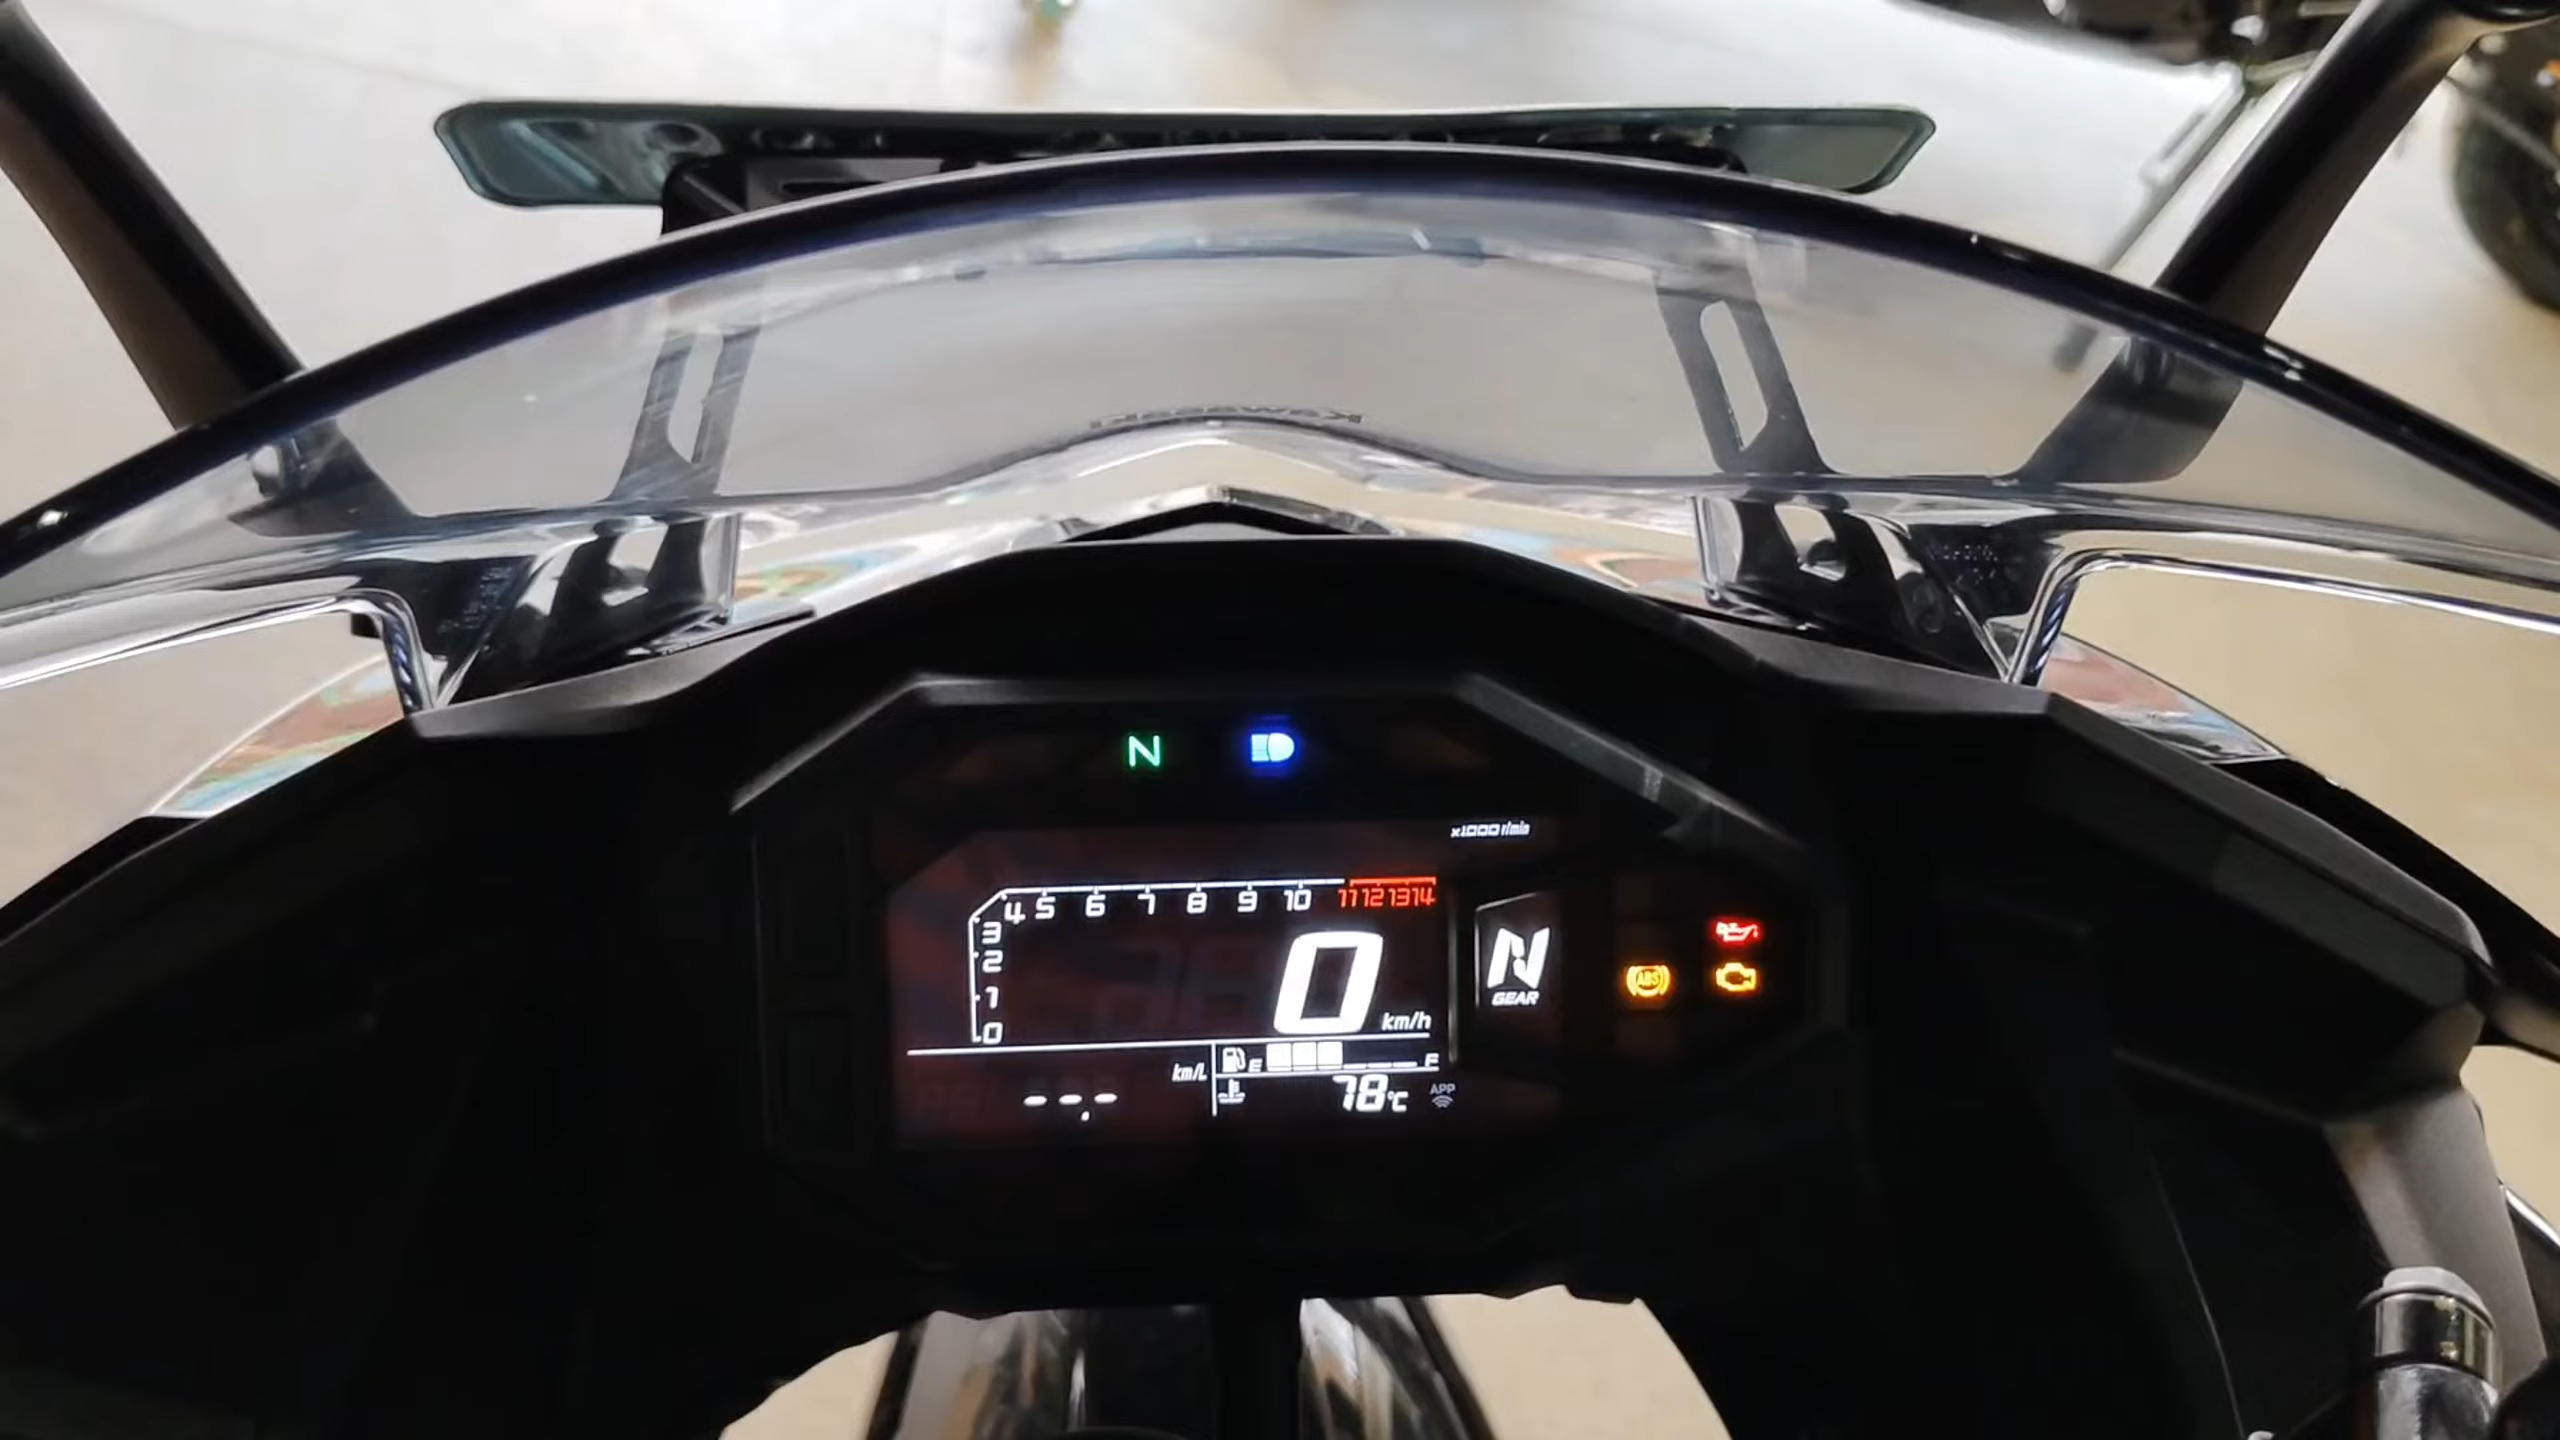 Kawasaki
N
x1000 r/min
4 5 6 7 8 9 10 11 12 13 14
3
2
1
0
0 km/h
N
GEAR
ABS
km/L
E F
--.-
78°C
APP